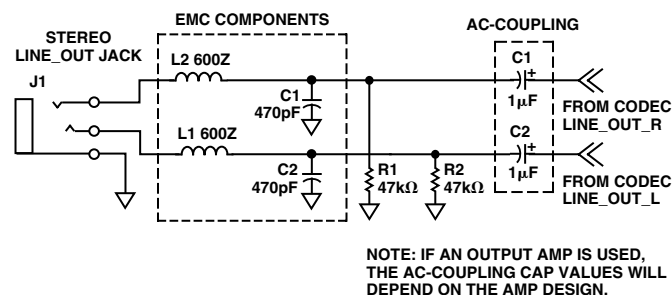 EMC COMPONENTS
AC-COUPLING
STEREO
LINE_OUT JACK
J1
L2 600Z
C1
470pF
C1
+
1µF
FROM CODEC
LINE_OUT_R
L1 600Z
C2
470pF
R1
47kΩ
R2
47kΩ
C2
+
1µF
FROM CODEC
LINE_OUT_L
NOTE: IF AN OUTPUT AMP IS USED,
THE AC-COUPLING CAP VALUES WILL
DEPEND ON THE AMP DESIGN.